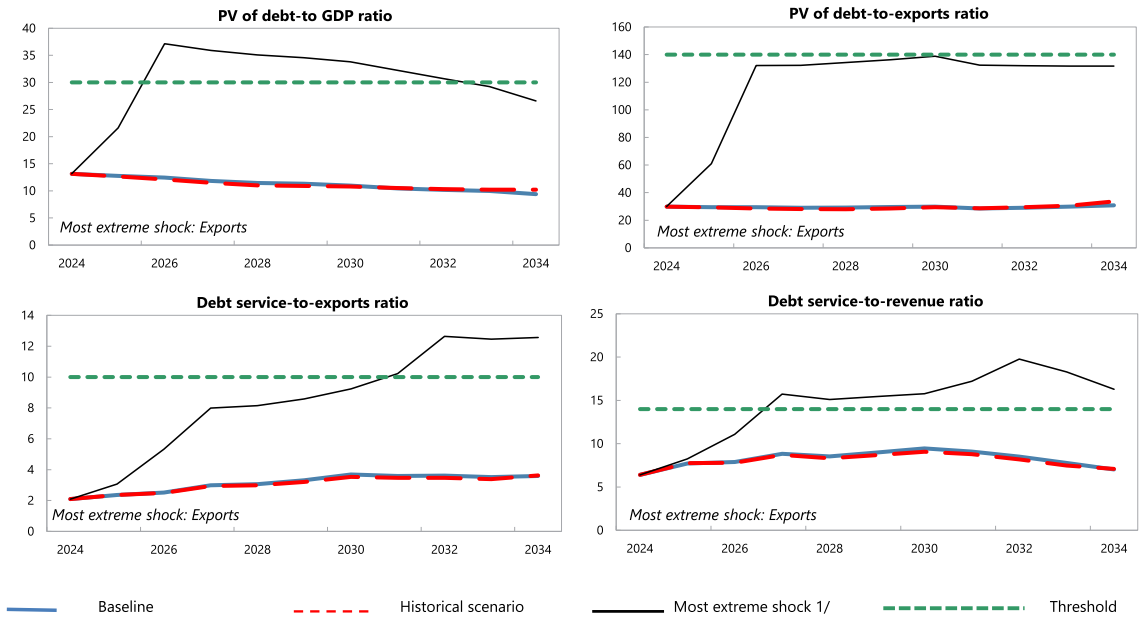 PV of debt-to GDP ratio
40
35
30
25
20
15
10
5
0
Most extreme shock: Exports
2024 2026 2028 2030 2032 2034
PV of debt-to-exports ratio
160
140
120
100
80
60
40
20
0
Most extreme shock: Exports
2024 2026 2028 2030 2032 2034
Debt service-to-exports ratio
14
12
10
8
6
4
2
0
Most extreme shock: Exports
2024 2026 2028 2030 2032 2034
Debt service-to-revenue ratio
25
20
15
10
5
0
Most extreme shock: Exports
2024 2026 2028 2030 2032 2034
Baseline Historical scenario Most extreme shock 1/ Threshold